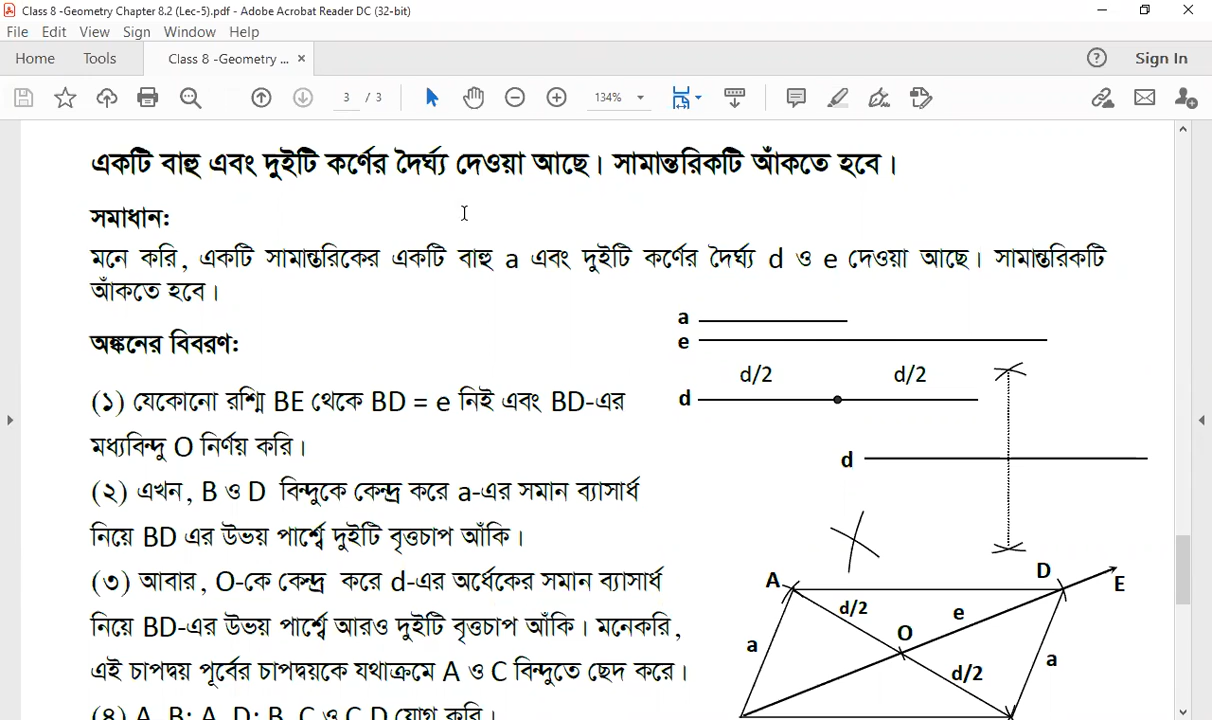 Class 8 -Geometry Chapter 8.2 (Lec-5).pdf - Adobe Acrobat Reader DC (32-bit)
File Edit View Sign Window Help
Home Tools Class 8 -Geometry ... × Sign In
3 / 3 134%
একটি বাহু এবং দুইটি কর্ণের দৈর্ঘ্য দেওয়া আছে। সামান্তরিকটি আঁকতে হবে।
সমাধান:
মনে করি, একটি সামান্তরিকের একটি বাহু a এবং দুইটি কর্ণের দৈর্ঘ্য d ও e দেওয়া আছে। সামান্তরিকটি
আঁকতে হবে।
a
e
অঙ্কনের বিবরণ:
d/2 d/2
d
(১) যেকোনো রশ্মি BE থেকে BD = e নিই এবং BD-এর
মধ্যবিন্দু O নির্ণয় করি।
d
(২) এখন, B ও D বিন্দুকে কেন্দ্র করে a-এর সমান ব্যাসার্ধ
নিয়ে BD এর উভয় পার্শ্বে দুইটি বৃত্তচাপ আঁকি।
(৩) আবার, O-কে কেন্দ্র করে d-এর অর্ধেকের সমান ব্যাসার্ধ
নিয়ে BD-এর উভয় পার্শ্বে আরও দুইটি বৃত্তচাপ আঁকি। মনেকরি,
এই চাপদ্বয় পূর্বের চাপদ্বয়কে যথাক্রমে A ও C বিন্দুতে ছেদ করে।
(৪) A, B; A, D; B, C ও C,D যোগ করি।
A D E
d/2 e
O
a d/2 a